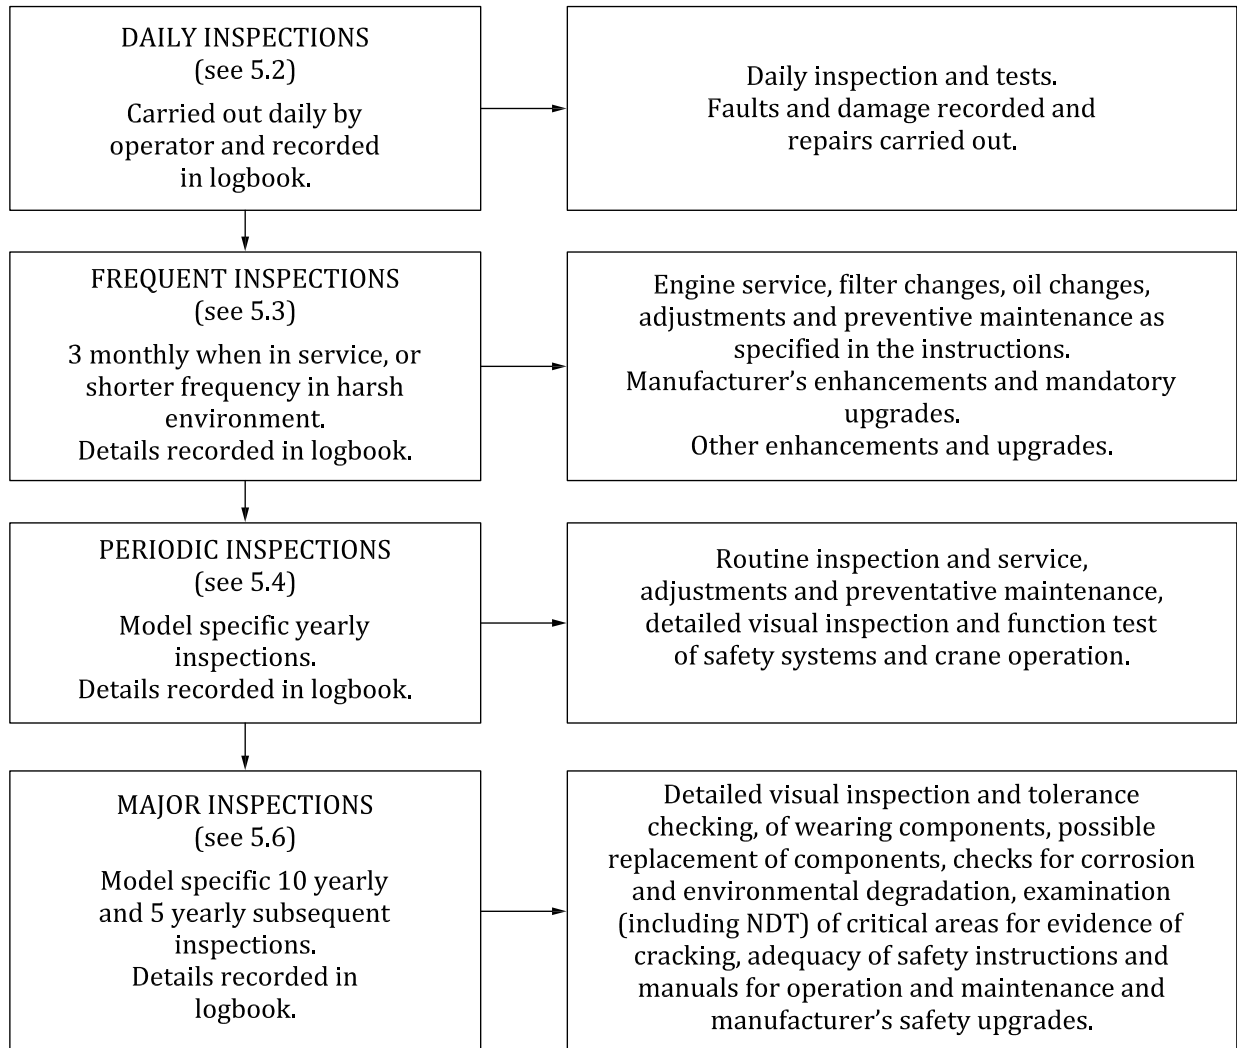 DAILY INSPECTIONS
(see 5.2)
Carried out daily by
operator and recorded
in logbook.
Daily inspection and tests.
Faults and damage recorded and
repairs carried out.
FREQUENT INSPECTIONS
(see 5.3)
3 monthly when in service, or
shorter frequency in harsh
environment.
Details recorded in logbook.
Engine service, filter changes, oil changes,
adjustments and preventive maintenance as
specified in the instructions.
Manufacturer’s enhancements and mandatory
upgrades.
Other enhancements and upgrades.
PERIODIC INSPECTIONS
(see 5.4)
Model specific yearly
inspections.
Details recorded in logbook.
Routine inspection and service,
adjustments and preventative maintenance,
detailed visual inspection and function test
of safety systems and crane operation.
MAJOR INSPECTIONS
(see 5.6)
Model specific 10 yearly
and 5 yearly subsequent
inspections.
Details recorded in
logbook.
Detailed visual inspection and tolerance
checking, of wearing components, possible
replacement of components, checks for corrosion
and environmental degradation, examination
(including NDT) of critical areas for evidence of
cracking, adequacy of safety instructions and
manuals for operation and maintenance and
manufacturer’s safety upgrades.